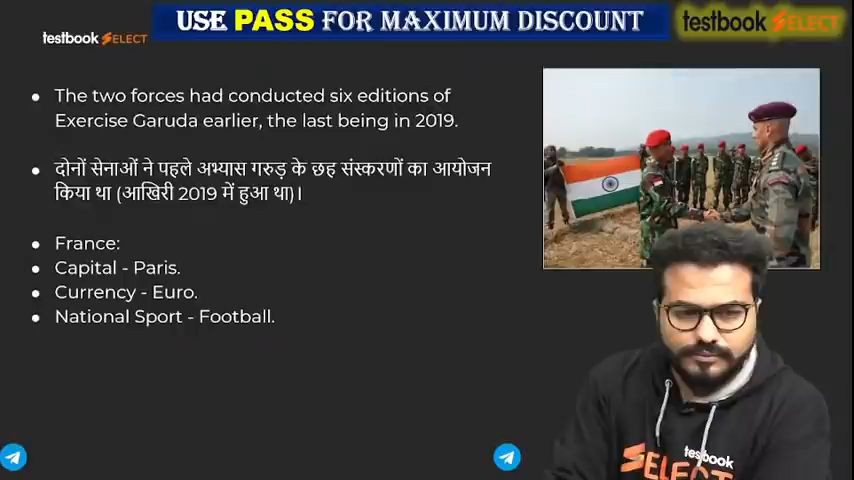 USE PASS FOR MAXIMUM DISCOUNT
testbook SELECT
testbook SELECT
The two forces had conducted six editions of
Exercise Garuda earlier, the last being in 2019.
दोनों सेनाओं ने पहले अभ्यास गरुड़ के छह संस्करणों का आयोजन
किया था (आखिरी 2019 में हुआ था)।
France:
Capital - Paris.
Currency - Euro.
National Sport - Football.
testbook
SELECT